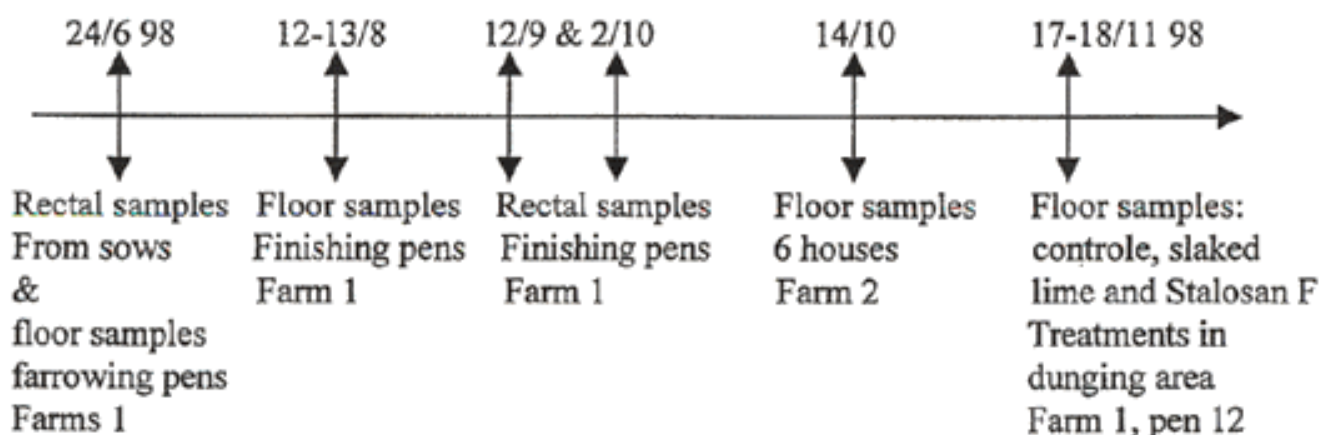 24/6 98
12-13/8
12/9 & 2/10
14/10
17-18/11 98
Rectal samples
From sows
&
floor samples
farrowing pens
Farms 1
Floor samples
Finishing pens
Farm 1
Rectal samples
Finishing pens
Farm 1
Floor samples
6 houses
Farm 2
Floor samples:
controle, slaked
lime and Stalosan F
Treatments in
dunging area
Farm 1, pen 12